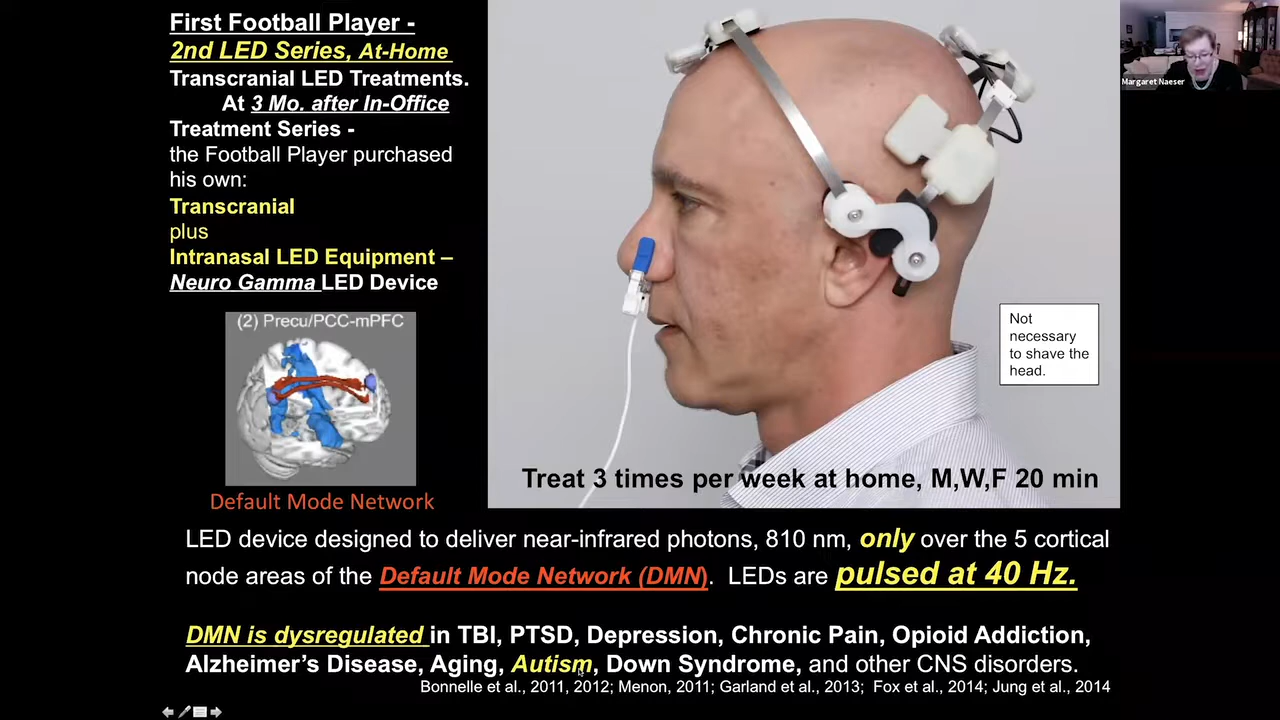 First Football Player -
2nd LED Series, At-Home
Transcranial LED Treatments.
At 3 Mo. after In-Office
Treatment Series -
the Football Player purchased
his own:
Transcranial
plus
Intranasal LED Equipment –
Neuro Gamma LED Device
(2) Precu/PCC-mPFC
Default Mode Network
Margaret Naeser
Not
necessary
to shave the
head.
Treat 3 times per week at home, M,W,F 20 min
LED device designed to deliver near-infrared photons, 810 nm, only over the 5 cortical
node areas of the Default Mode Network (DMN). LEDs are pulsed at 40 Hz.
DMN is dysregulated in TBI, PTSD, Depression, Chronic Pain, Opioid Addiction,
Alzheimer's Disease, Aging, Autism, Down Syndrome, and other CNS disorders.
Bonnelle et al., 2011, 2012; Menon, 2011; Garland et al., 2013; Fox et al., 2014; Jung et al., 2014